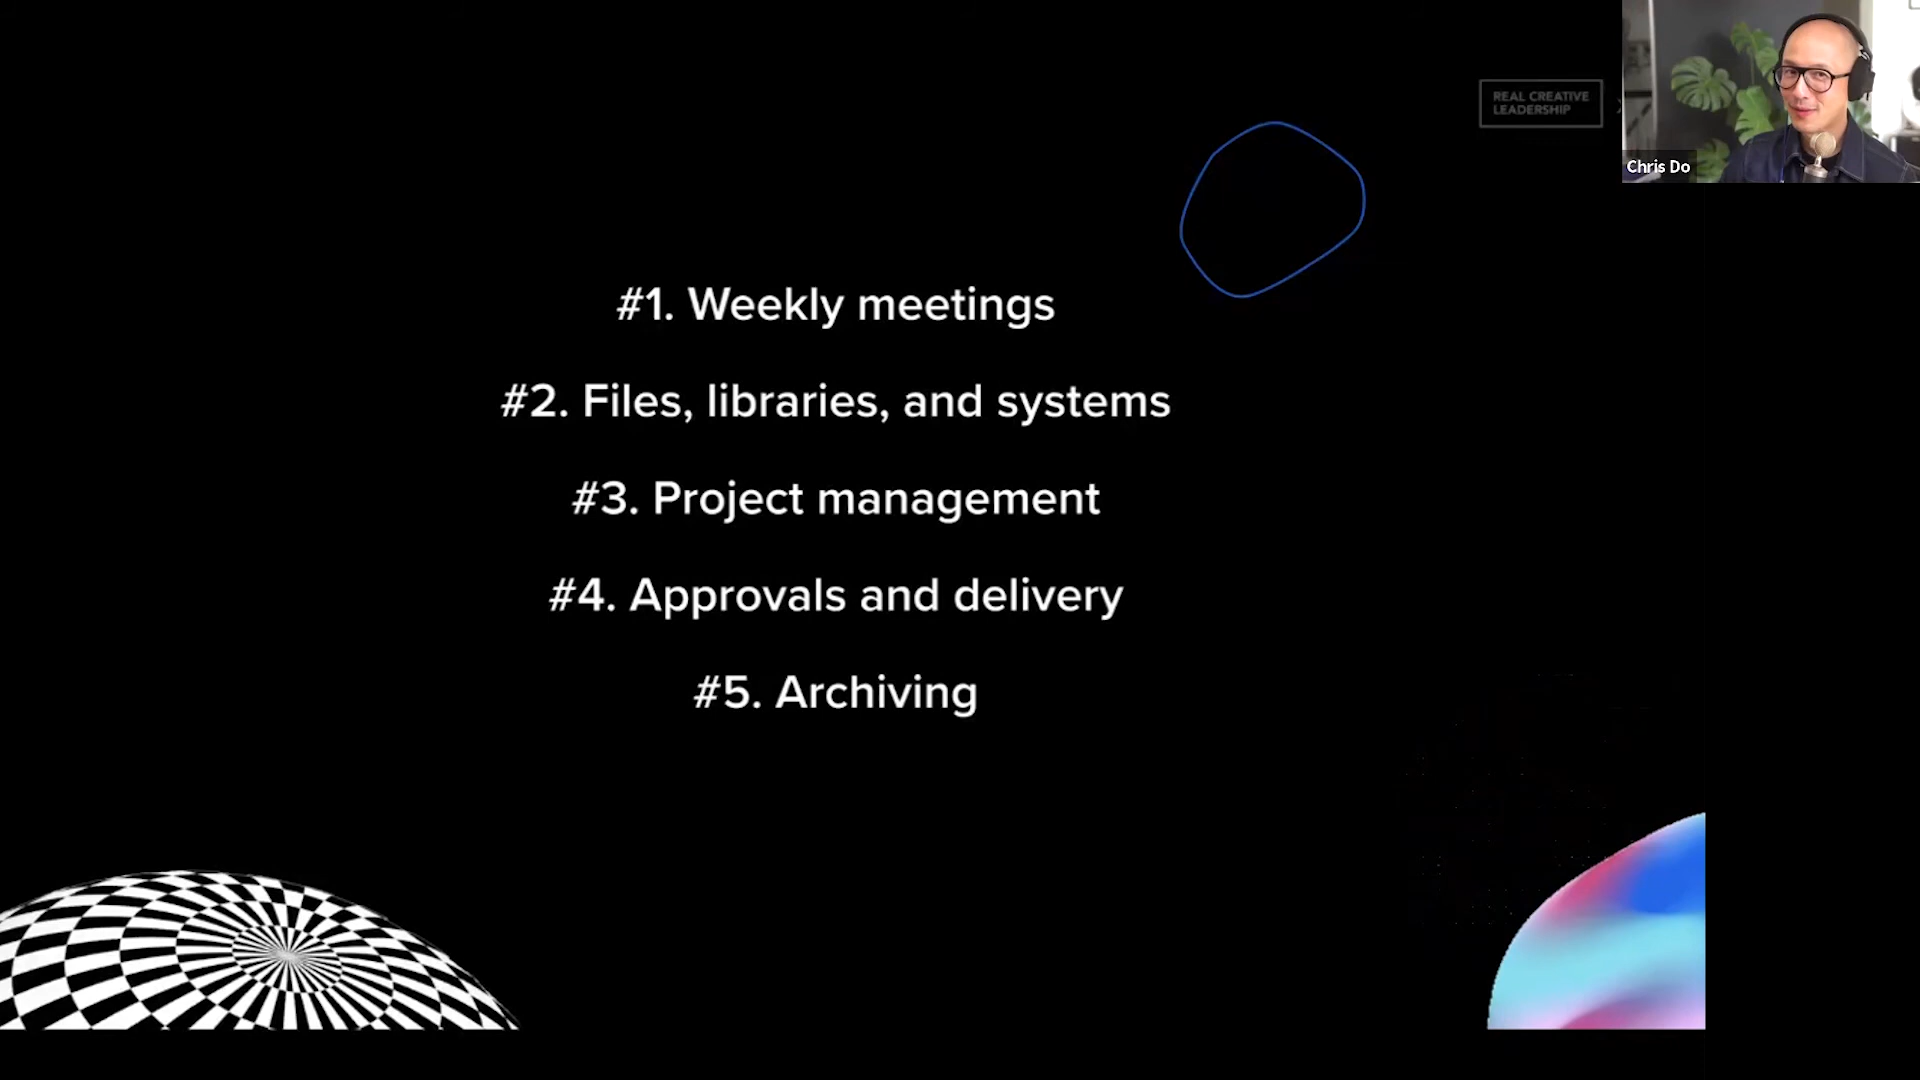 REAL CREATIVE
LEADERSHIP
Chris Do
#1. Weekly meetings
#2. Files, libraries, and systems
#3. Project management
#4. Approvals and delivery
#5. Archiving